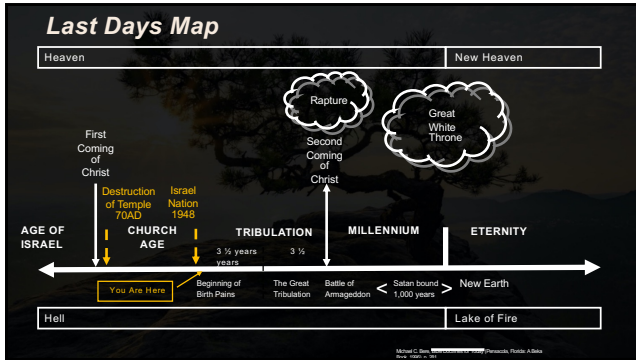 Last Days Map
Heaven
New Heaven
Rapture
Great
White
Throne
First
Coming
of
Christ
Second
Coming
of
Christ
Destruction
of Temple
70AD
Israel
Nation
1948
AGE OF
ISRAEL
CHURCH
AGE
TRIBULATION
MILLENNIUM
ETERNITY
3 ½ years
years
3 ½
You Are Here
Beginning of
Birth Pains
The Great
Tribulation
Battle of
Armageddon
< Satan bound >
1,000 years
New Earth
Hell
Lake of Fire